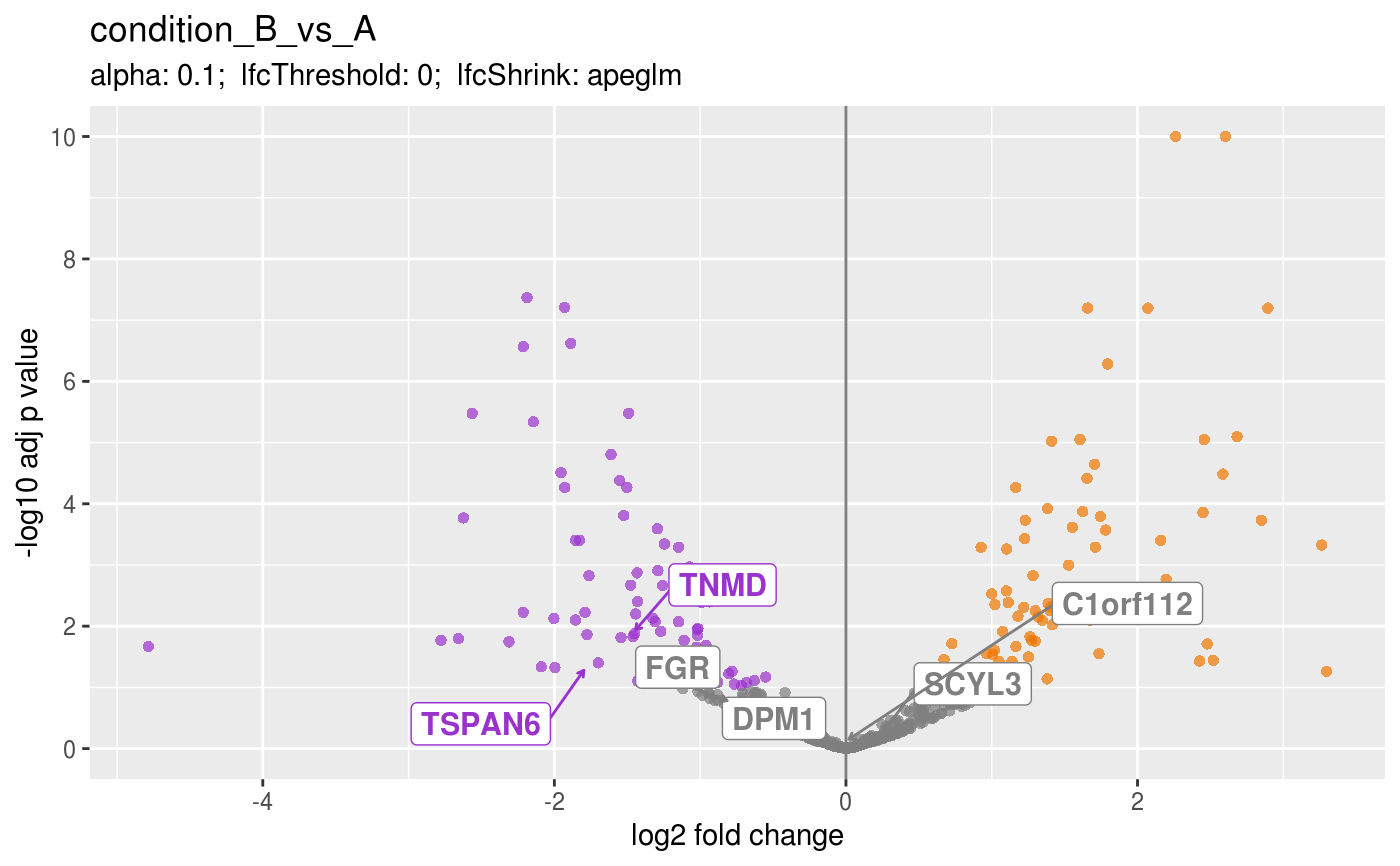 condition_B_vs_A
alpha: 0.1;  lfcThreshold: 0;  lfcShrink: apeglm
10
8
6
4
2
0
-log10 adj p value
TNMD
C1orf112
FGR
SCYL3
TSPAN6
DPM1
-4
-2
0
2
log2 fold change